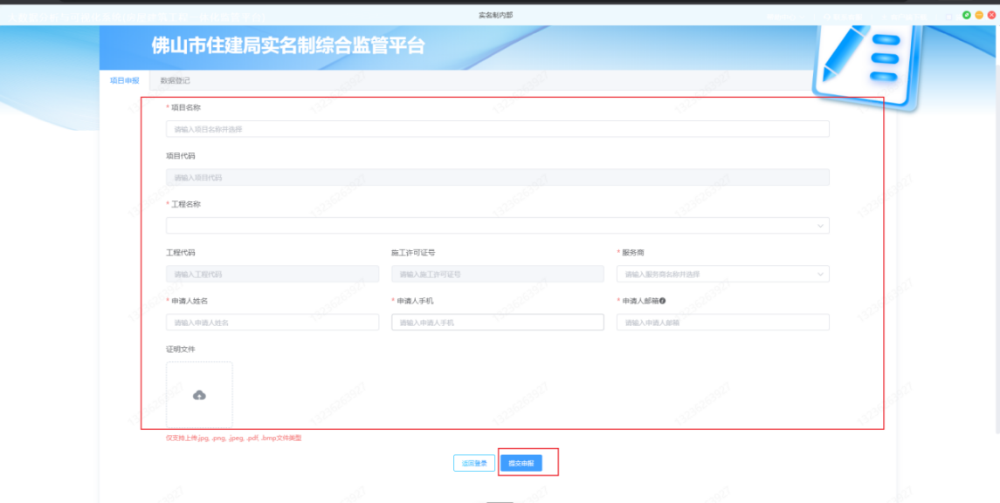 实名制内部
佛山市住建局实名制综合监管平台
项目申报 数据登记
* 项目名称
请输入项目名称并选择
项目代码
请输入项目代码
* 工程名称
工程代码 施工许可证号 * 服务商
请输入工程代码 请输入施工许可证号 请输入服务商名称并选择
* 申请人姓名 * 申请人手机 * 申请人邮箱
请输入申请人姓名 请输入申请人手机 请输入申请人邮箱
证明文件
仅支持上传.jpg, .png, .jpeg, .pdf, .bmp文件类型
返回登录 提交申报